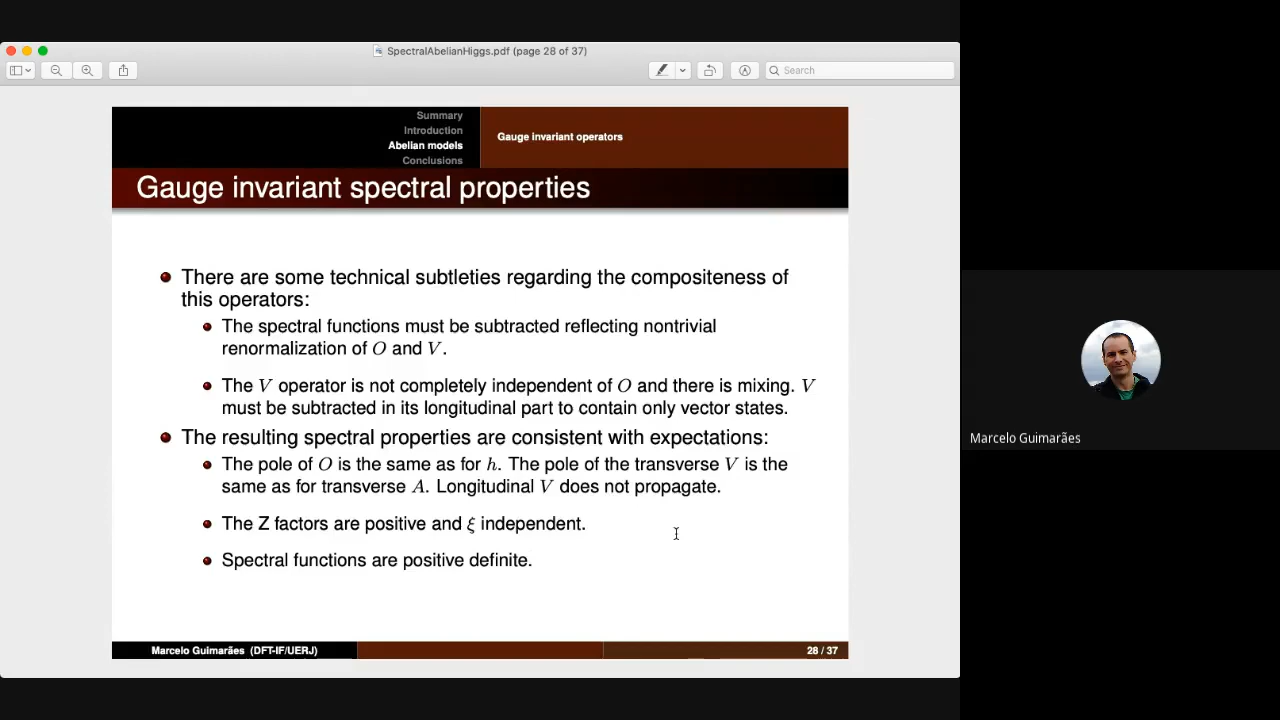 SpectralAbelianHiggs.pdf (page 28 of 37)
Search
Summary
Introduction
Abelian models
Conclusions
Gauge invariant operators
Gauge invariant spectral properties
There are some technical subtleties regarding the compositeness of
this operators:
The spectral functions must be subtracted reflecting nontrivial
renormalization of O and V.
The V operator is not completely independent of O and there is mixing. V
must be subtracted in its longitudinal part to contain only vector states.
The resulting spectral properties are consistent with expectations:
The pole of O is the same as for h. The pole of the transverse V is the
same as for transverse A. Longitudinal V does not propagate.
The Z factors are positive and ξ independent.
Spectral functions are positive definite.
Marcelo Guimarães (DFT-IF/UERJ)
28 / 37
Marcelo Guimarães